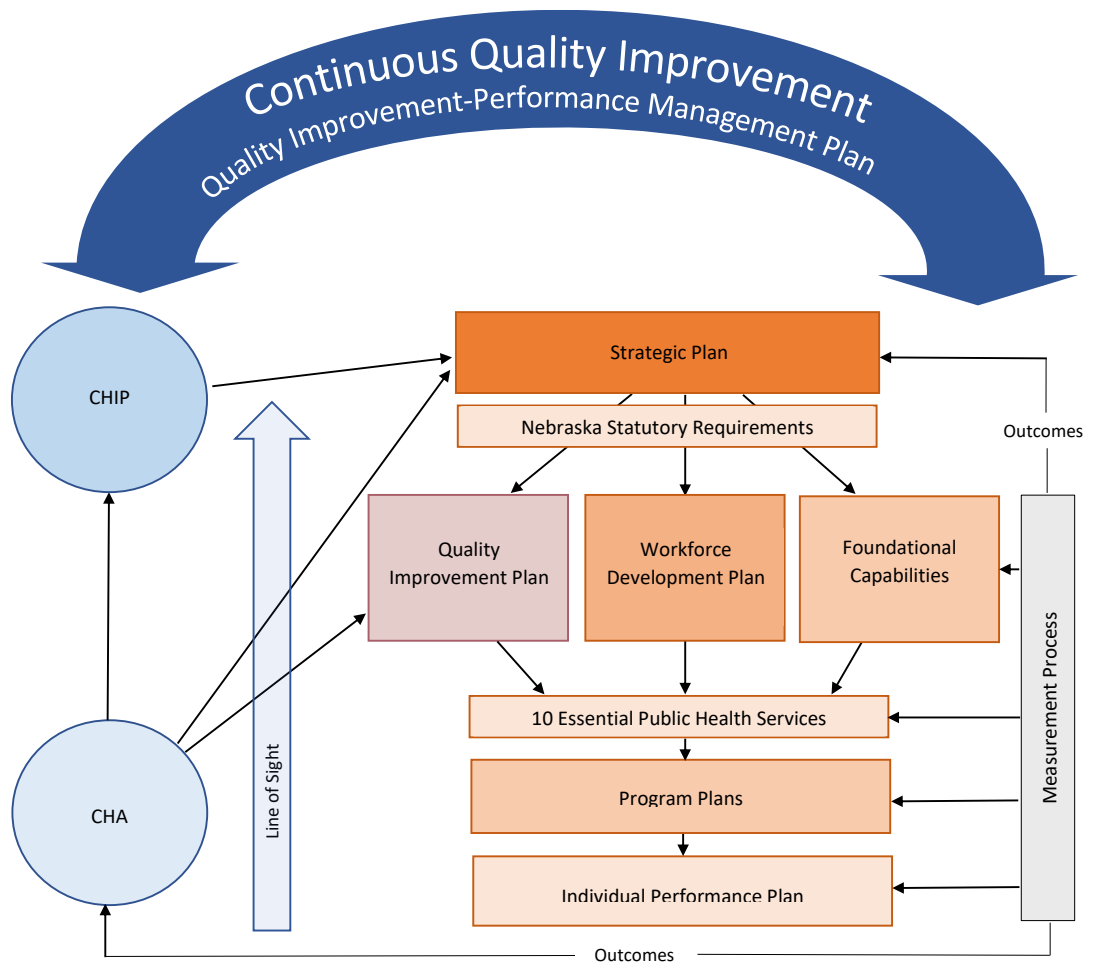 Continuous Quality Improvement
Quality Improvement-Performance Management Plan
CHIP
Strategic Plan
Nebraska Statutory Requirements
Outcomes
Quality
Improvement Plan
Workforce
Development Plan
Foundational
Capabilities
Measurement Process
10 Essential Public Health Services
Line of Sight
CHA
Program Plans
Individual Performance Plan
Outcomes